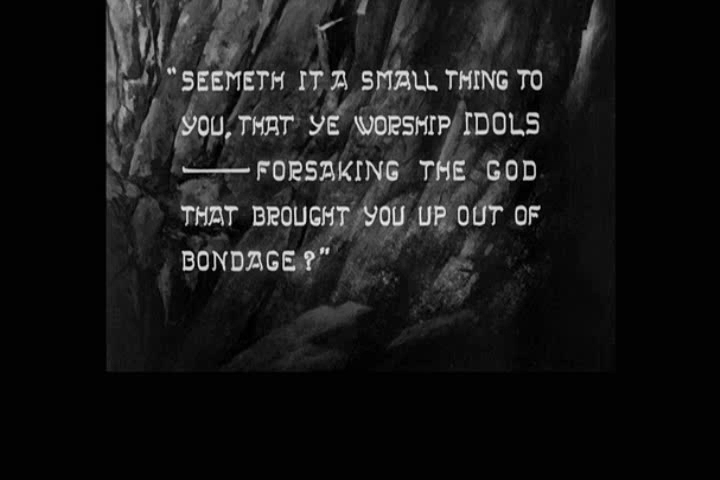 "SEEMETH IT A SMALL THING TO
YOU, THAT YE WORSHIP IDOLS
—FORSAKING THE GOD
THAT BROUGHT YOU UP OUT OF
BONDAGE?"